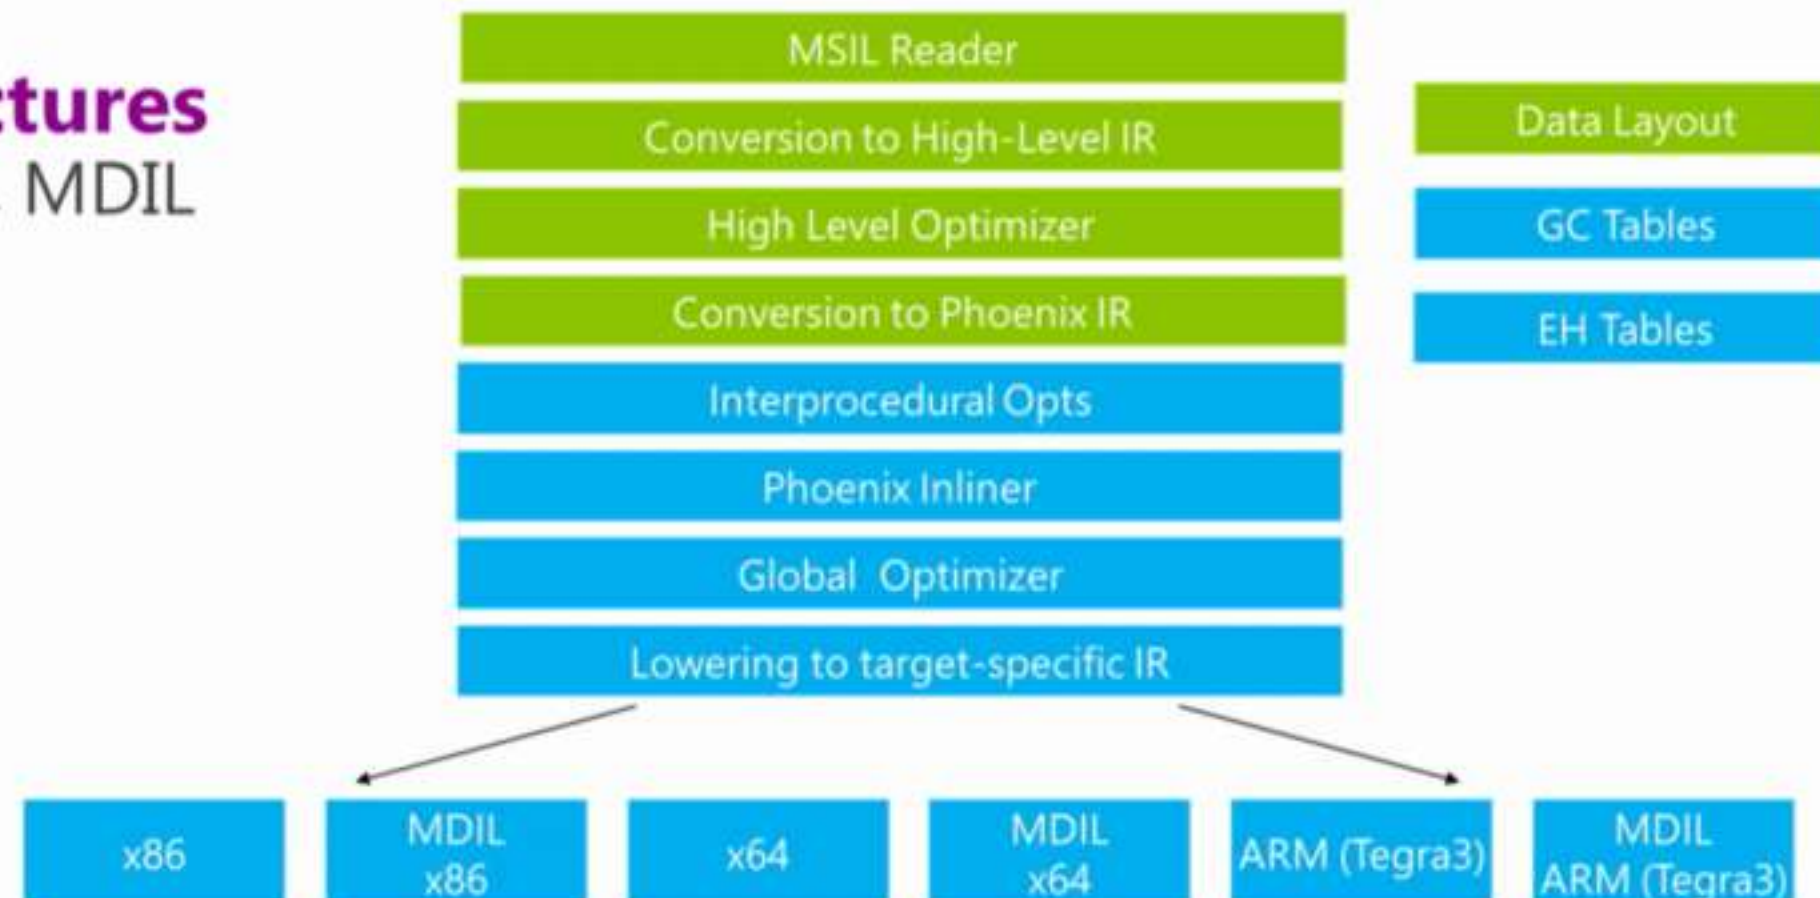 MSIL Reader
Conversion to High-Level IR
High Level Optimizer
Conversion to Phoenix IR
Interprocedural Opts
Phoenix Inliner
Global Optimizer
Lowering to target-specific IR
Data Layout
GC Tables
EH Tables
MDIL
x86
MDIL
x86
x64
MDIL
x64
ARM (Tegra3)
MDIL
ARM (Tegra3)